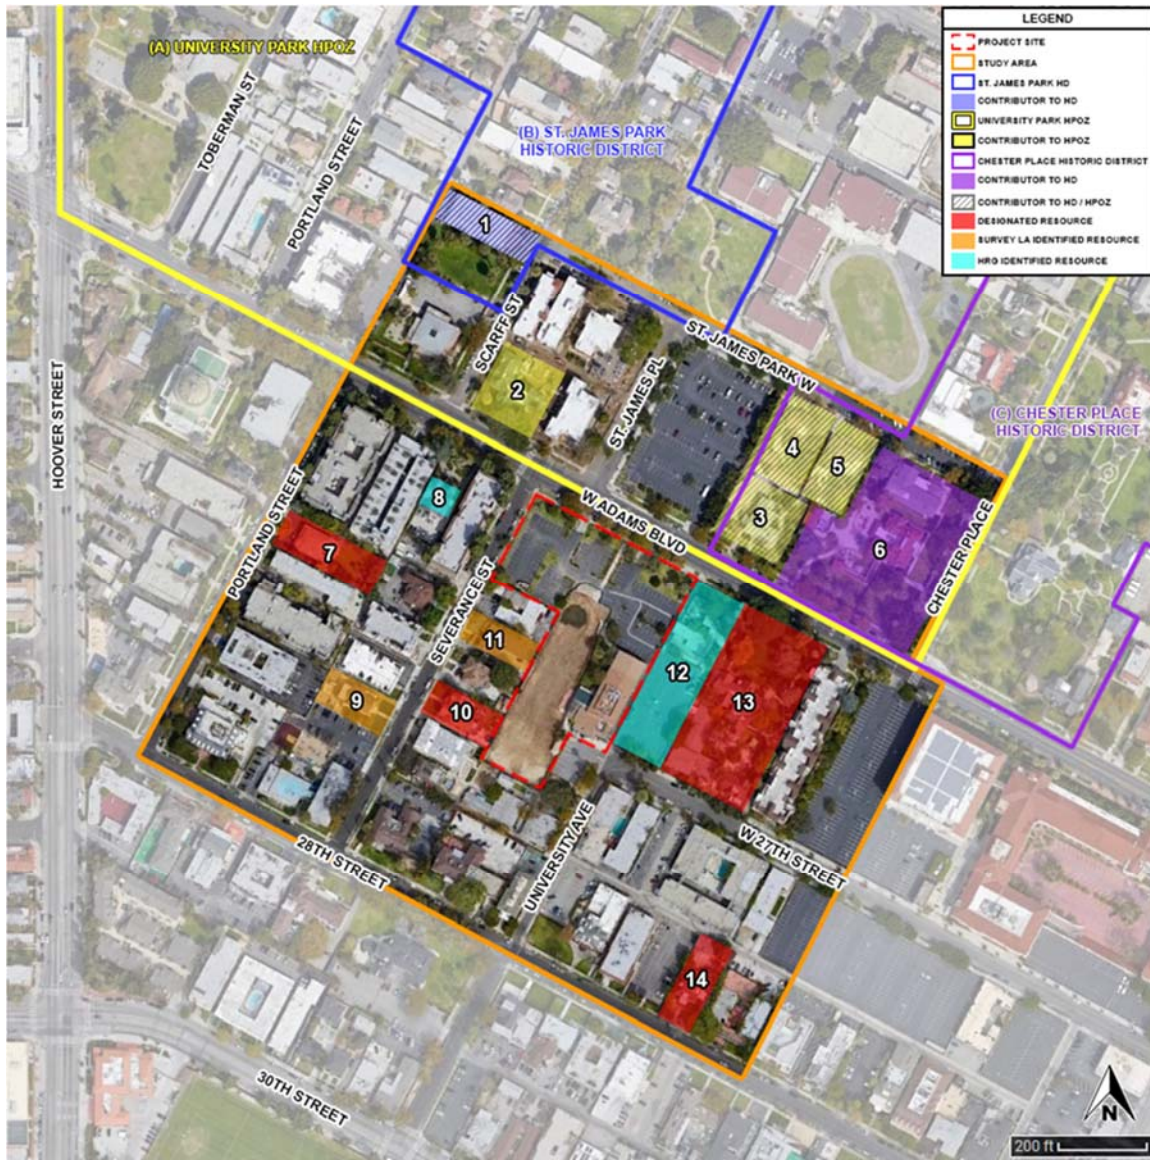 LEGEND
PROJECT SITE
STUDY AREA
ST. JAMES PARK HD
CONTRIBUTOR TO HD
UNIVERSITY PARK HPOZ
CONTRIBUTOR TO HPOZ
CHESTER PLACE HISTORIC DISTRICT
CONTRIBUTOR TO HD
CONTRIBUTOR TO HD / HPOZ
DESIGNATED RESOURCE
SURVEY LA IDENTIFIED RESOURCE
HRG IDENTIFIED RESOURCE
(A) UNIVERSITY PARK HPOZ
TOBERMAN ST
PORTLAND STREET
(B) ST. JAMES PARK
HISTORIC DISTRICT
1
SCARFF ST
ST. JAMES PARK W
ST. JAMES PL
2
HOOVER STREET
(C) CHESTER PLACE
HISTORIC DISTRICT
4
5
3
6
W ADAMS BLVD
CHESTER PLACE
PORTLAND STREET
8
7
SEVERANCE ST
11
12
9
10
13
UNIVERSITY AVE
W 27TH STREET
28TH STREET
14
30TH STREET
N
200 ft